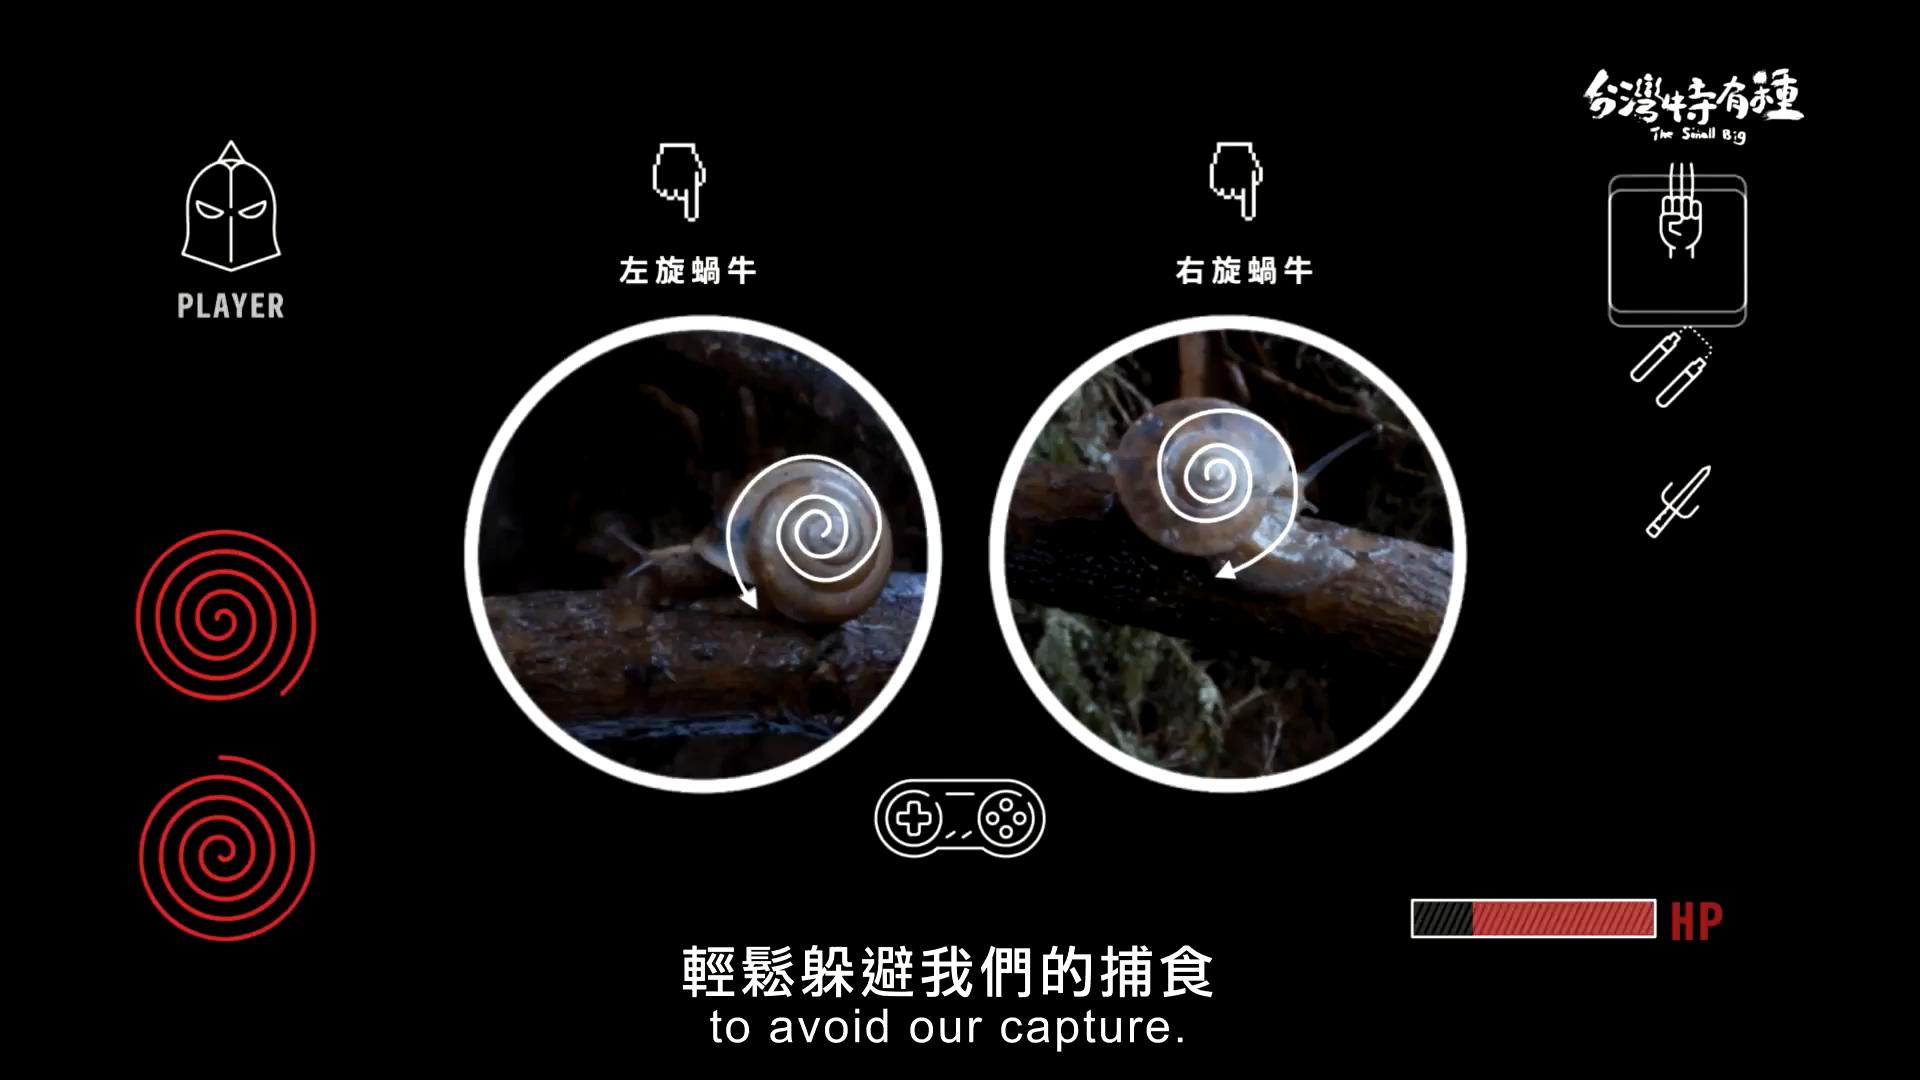 台灣特有種
The Small Big
PLAYER
左旋蝸牛
右旋蝸牛
HP
輕鬆躲避我們的捕食
to avoid our capture.